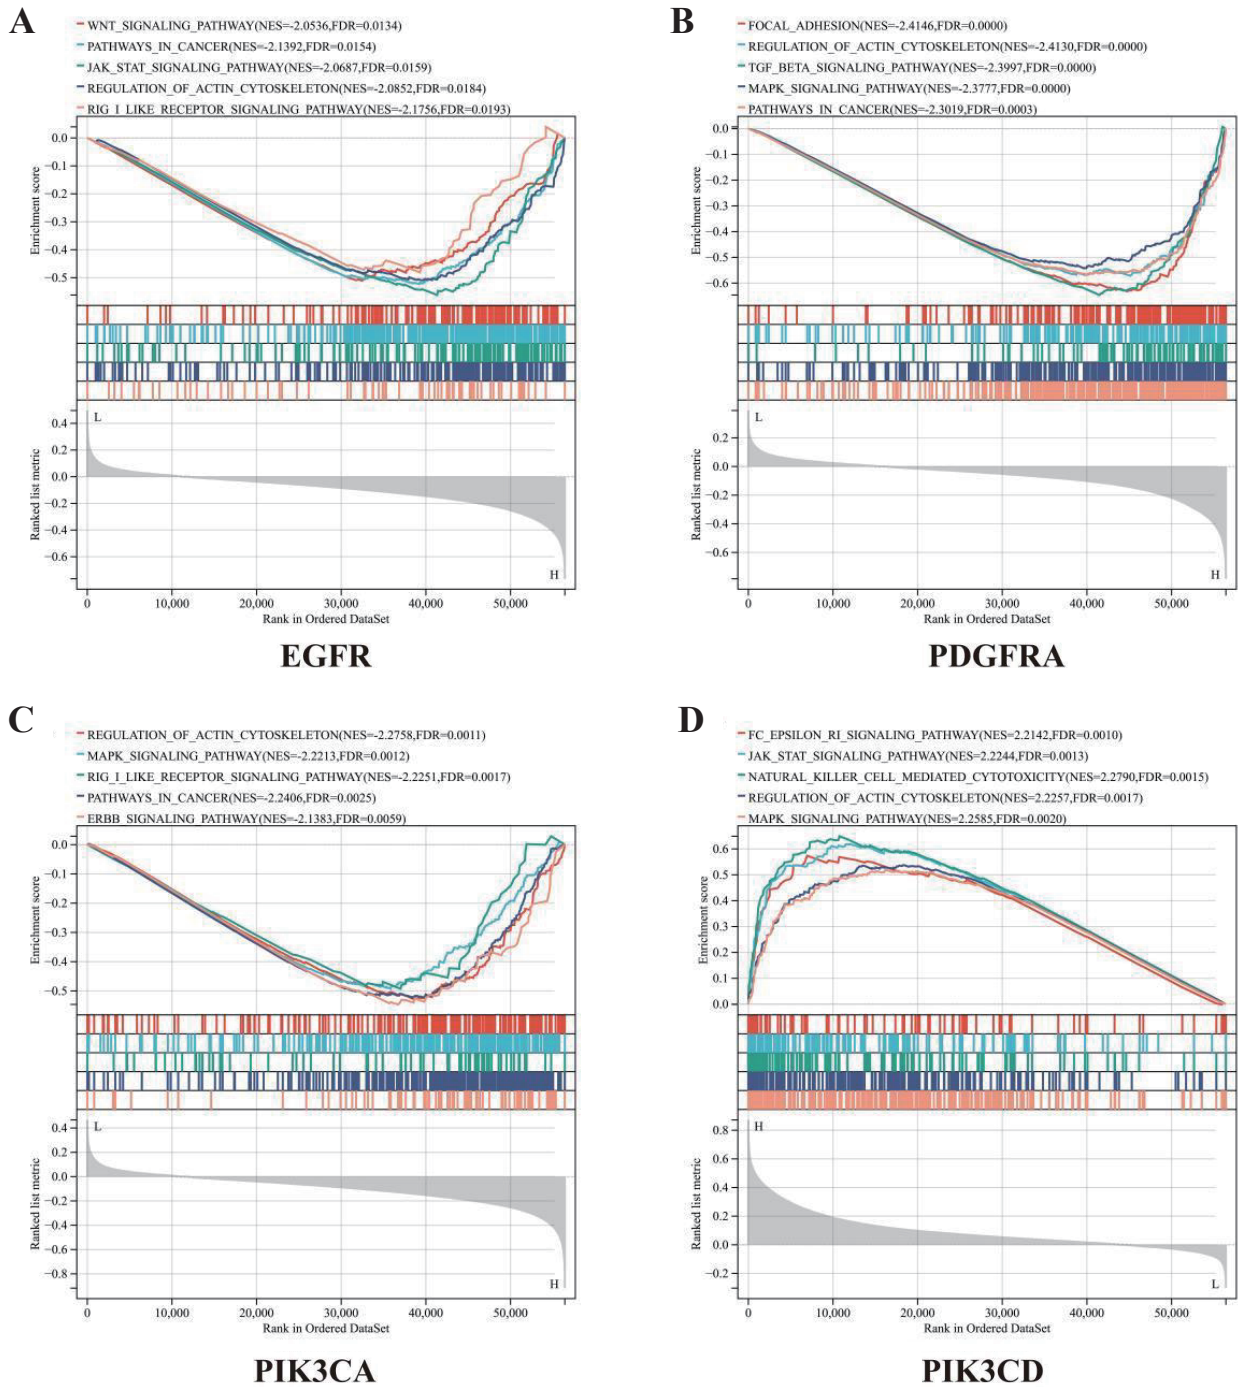 A
WNT_SIGNALING_PATHWAY(NES=-2.0536,FDR=0.0134)
PATHWAYS_IN_CANCER(NES=-2.1392,FDR=0.0154)
JAK_STAT_SIGNALING_PATHWAY(NES=-2.0687,FDR=0.0159)
REGULATION_OF_ACTIN_CYTOSKELETON(NES=-2.0852,FDR=0.0184)
RIG_I_LIKE_RECEPTOR_SIGNALING_PATHWAY(NES=-2.1756,FDR=0.0193)
Enrichment score
0.0
−0.1
−0.2
−0.3
−0.4
−0.5
Ranked list metric
L
0.4
0.2
0.0
−0.2
−0.4
−0.6
H
0 10,000 20,000 30,000 40,000 50,000
Rank in Ordered DataSet
EGFR
B
FOCAL_ADHESION(NES=-2.4146,FDR=0.0000)
REGULATION_OF_ACTIN_CYTOSKELETON(NES=-2.4130,FDR=0.0000)
TGF_BETA_SIGNALING_PATHWAY(NES=-2.3997,FDR=0.0000)
MAPK_SIGNALING_PATHWAY(NES=-2.3777,FDR=0.0000)
PATHWAYS_IN_CANCER(NES=-2.3019,FDR=0.0003)
Enrichment score
0.0
−0.1
−0.2
−0.3
−0.4
−0.5
−0.6
Ranked list metric
L
0.2
0.0
−0.2
−0.4
−0.6
H
0 10,000 20,000 30,000 40,000 50,000
Rank in Ordered DataSet
PDGFRA
C
REGULATION_OF_ACTIN_CYTOSKELETON(NES=-2.2758,FDR=0.0011)
MAPK_SIGNALING_PATHWAY(NES=-2.2213,FDR=0.0012)
RIG_I_LIKE_RECEPTOR_SIGNALING_PATHWAY(NES=-2.2251,FDR=0.0017)
PATHWAYS_IN_CANCER(NES=-2.2406,FDR=0.0025)
ERBB_SIGNALING_PATHWAY(NES=-2.1383,FDR=0.0059)
Enrichment score
0.0
−0.1
−0.2
−0.3
−0.4
−0.5
Ranked list metric
L
0.4
0.2
0.0
−0.2
−0.4
−0.6
−0.8
H
0 10,000 20,000 30,000 40,000 50,000
Rank in Ordered DataSet
PIK3CA
D
FC_EPSILON_RI_SIGNALING_PATHWAY(NES=2.2142,FDR=0.0010)
JAK_STAT_SIGNALING_PATHWAY(NES=2.2244,FDR=0.0013)
NATURAL_KILLER_CELL_MEDIATED_CYTOTOXICITY(NES=2.2790,FDR=0.0015)
REGULATION_OF_ACTIN_CYTOSKELETON(NES=2.2257,FDR=0.0017)
MAPK_SIGNALING_PATHWAY(NES=2.2585,FDR=0.0020)
Enrichment score
0.6
0.5
0.4
0.3
0.2
0.1
0.0
Ranked list metric
H
0.8
0.6
0.4
0.2
0.0
−0.2
L
0 10,000 20,000 30,000 40,000 50,000
Rank in Ordered DataSet
PIK3CD